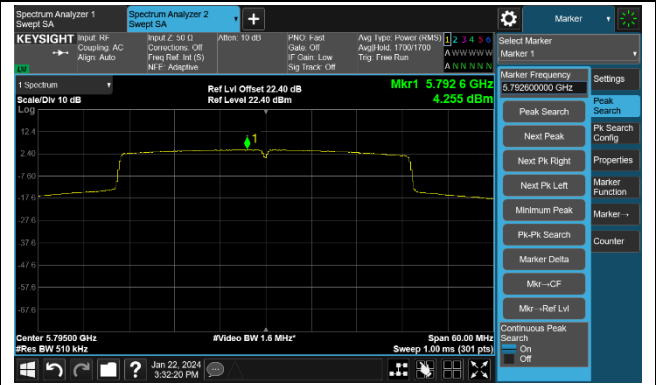 Spectrum Analyzer 1
Swept SA
Spectrum Analyzer 2
Swept SA
+
Marker
KEYSIGHT
Input: RF
Coupling: AC
Align: Auto
Input Z: 50 Ω
Corrections: Off
Freq Ref: Int (S)
NFE: Adaptive
Atten: 10 dB
PNO: Fast
Gate: Off
IF Gain: Low
Sig Track: Off
Avg Type: Power (RMS)
Avg|Hold: 1700/1700
Trig: Free Run
1 2 3 4 5 6
A W W W W W
A N N N N N
Select Marker
Marker 1
1 Spectrum
Scale/Div 10 dB
Log
Ref Lvl Offset 22.40 dB
Ref Level 22.40 dBm
Mkr1 5.792 6 GHz
4.255 dBm
12.4
2.40
-7.60
-17.6
-27.6
-37.6
-47.6
-57.6
-67.6
1
Center 5.79500 GHz
#Res BW 510 kHz
#Video BW 1.6 MHz*
Span 60.00 MHz
Sweep 1.00 ms (301 pts)
Marker Frequency
5.792600000 GHz
Peak Search
Next Peak
Next Pk Right
Next Pk Left
Minimum Peak
Pk-Pk Search
Marker Delta
Mkr→CF
Mkr→Ref Lvl
Continuous Peak
Search
On
Off
Settings
Peak
Search
Pk Search
Config
Properties
Marker
Function
Marker→
Counter
?
Jan 22, 2024
3:32:20 PM